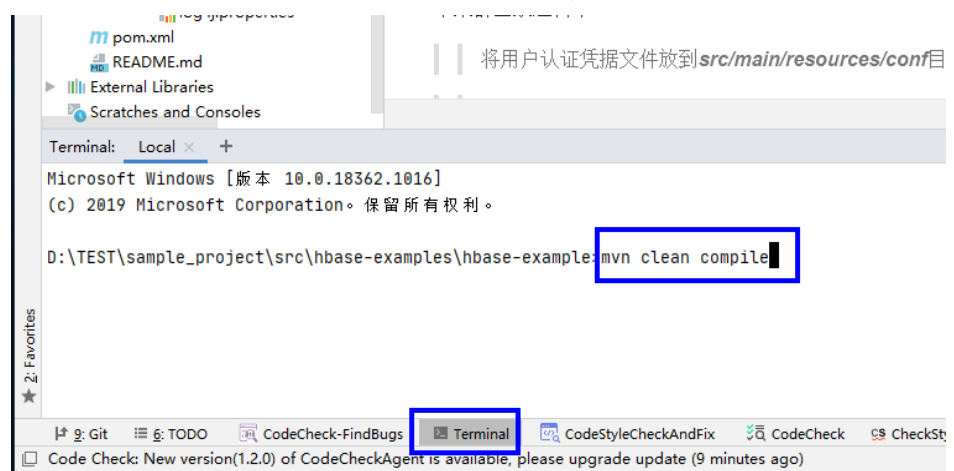 pom.xml
README.md
将用户认证凭据文件放到src/main/resources/conf目
External Libraries
Scratches and Consoles
Terminal: Local × +
Microsoft Windows [版本 10.0.18362.1016]
(c) 2019 Microsoft Corporation。保留所有权利。
D:\TEST\sample_project\src\hbase-examples\hbase-example>mvn clean compile
2: Favorites
9: Git 6: TODO CodeCheck-FindBugs Terminal CodeStyleCheckAndFix CodeCheck CheckSty
Code Check: New version(1.2.0) of CodeCheckAgent is available, please upgrade update (9 minutes ago)